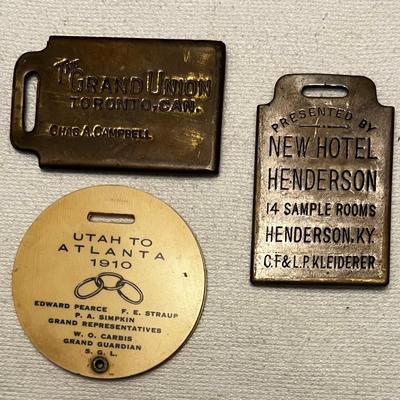 THE
GRAND UNION
TORONTO, CAN.
CHAS A. CAMPBELL
PRESENTED BY
NEW HOTEL
HENDERSON
14 SAMPLE ROOMS
HENDERSON, KY.
C.F. & L.P. KLEIDERER
UTAH TO
ATLANTA
1910
EDWARD PEARCE F. E. STRAUP
P. A. SIMPKIN
GRAND REPRESENTATIVES
W. O. CARBIS
GRAND GUARDIAN
S. G. L.